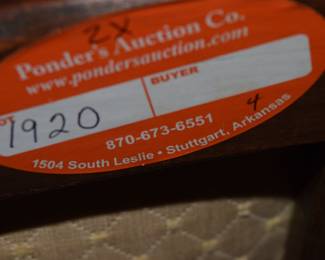 2X
Ponder's Auction Co.
www.pondersauction.com
BUYER
1920
4
870-673-6551
1504 South Leslie • Stuttgart, Arkansas